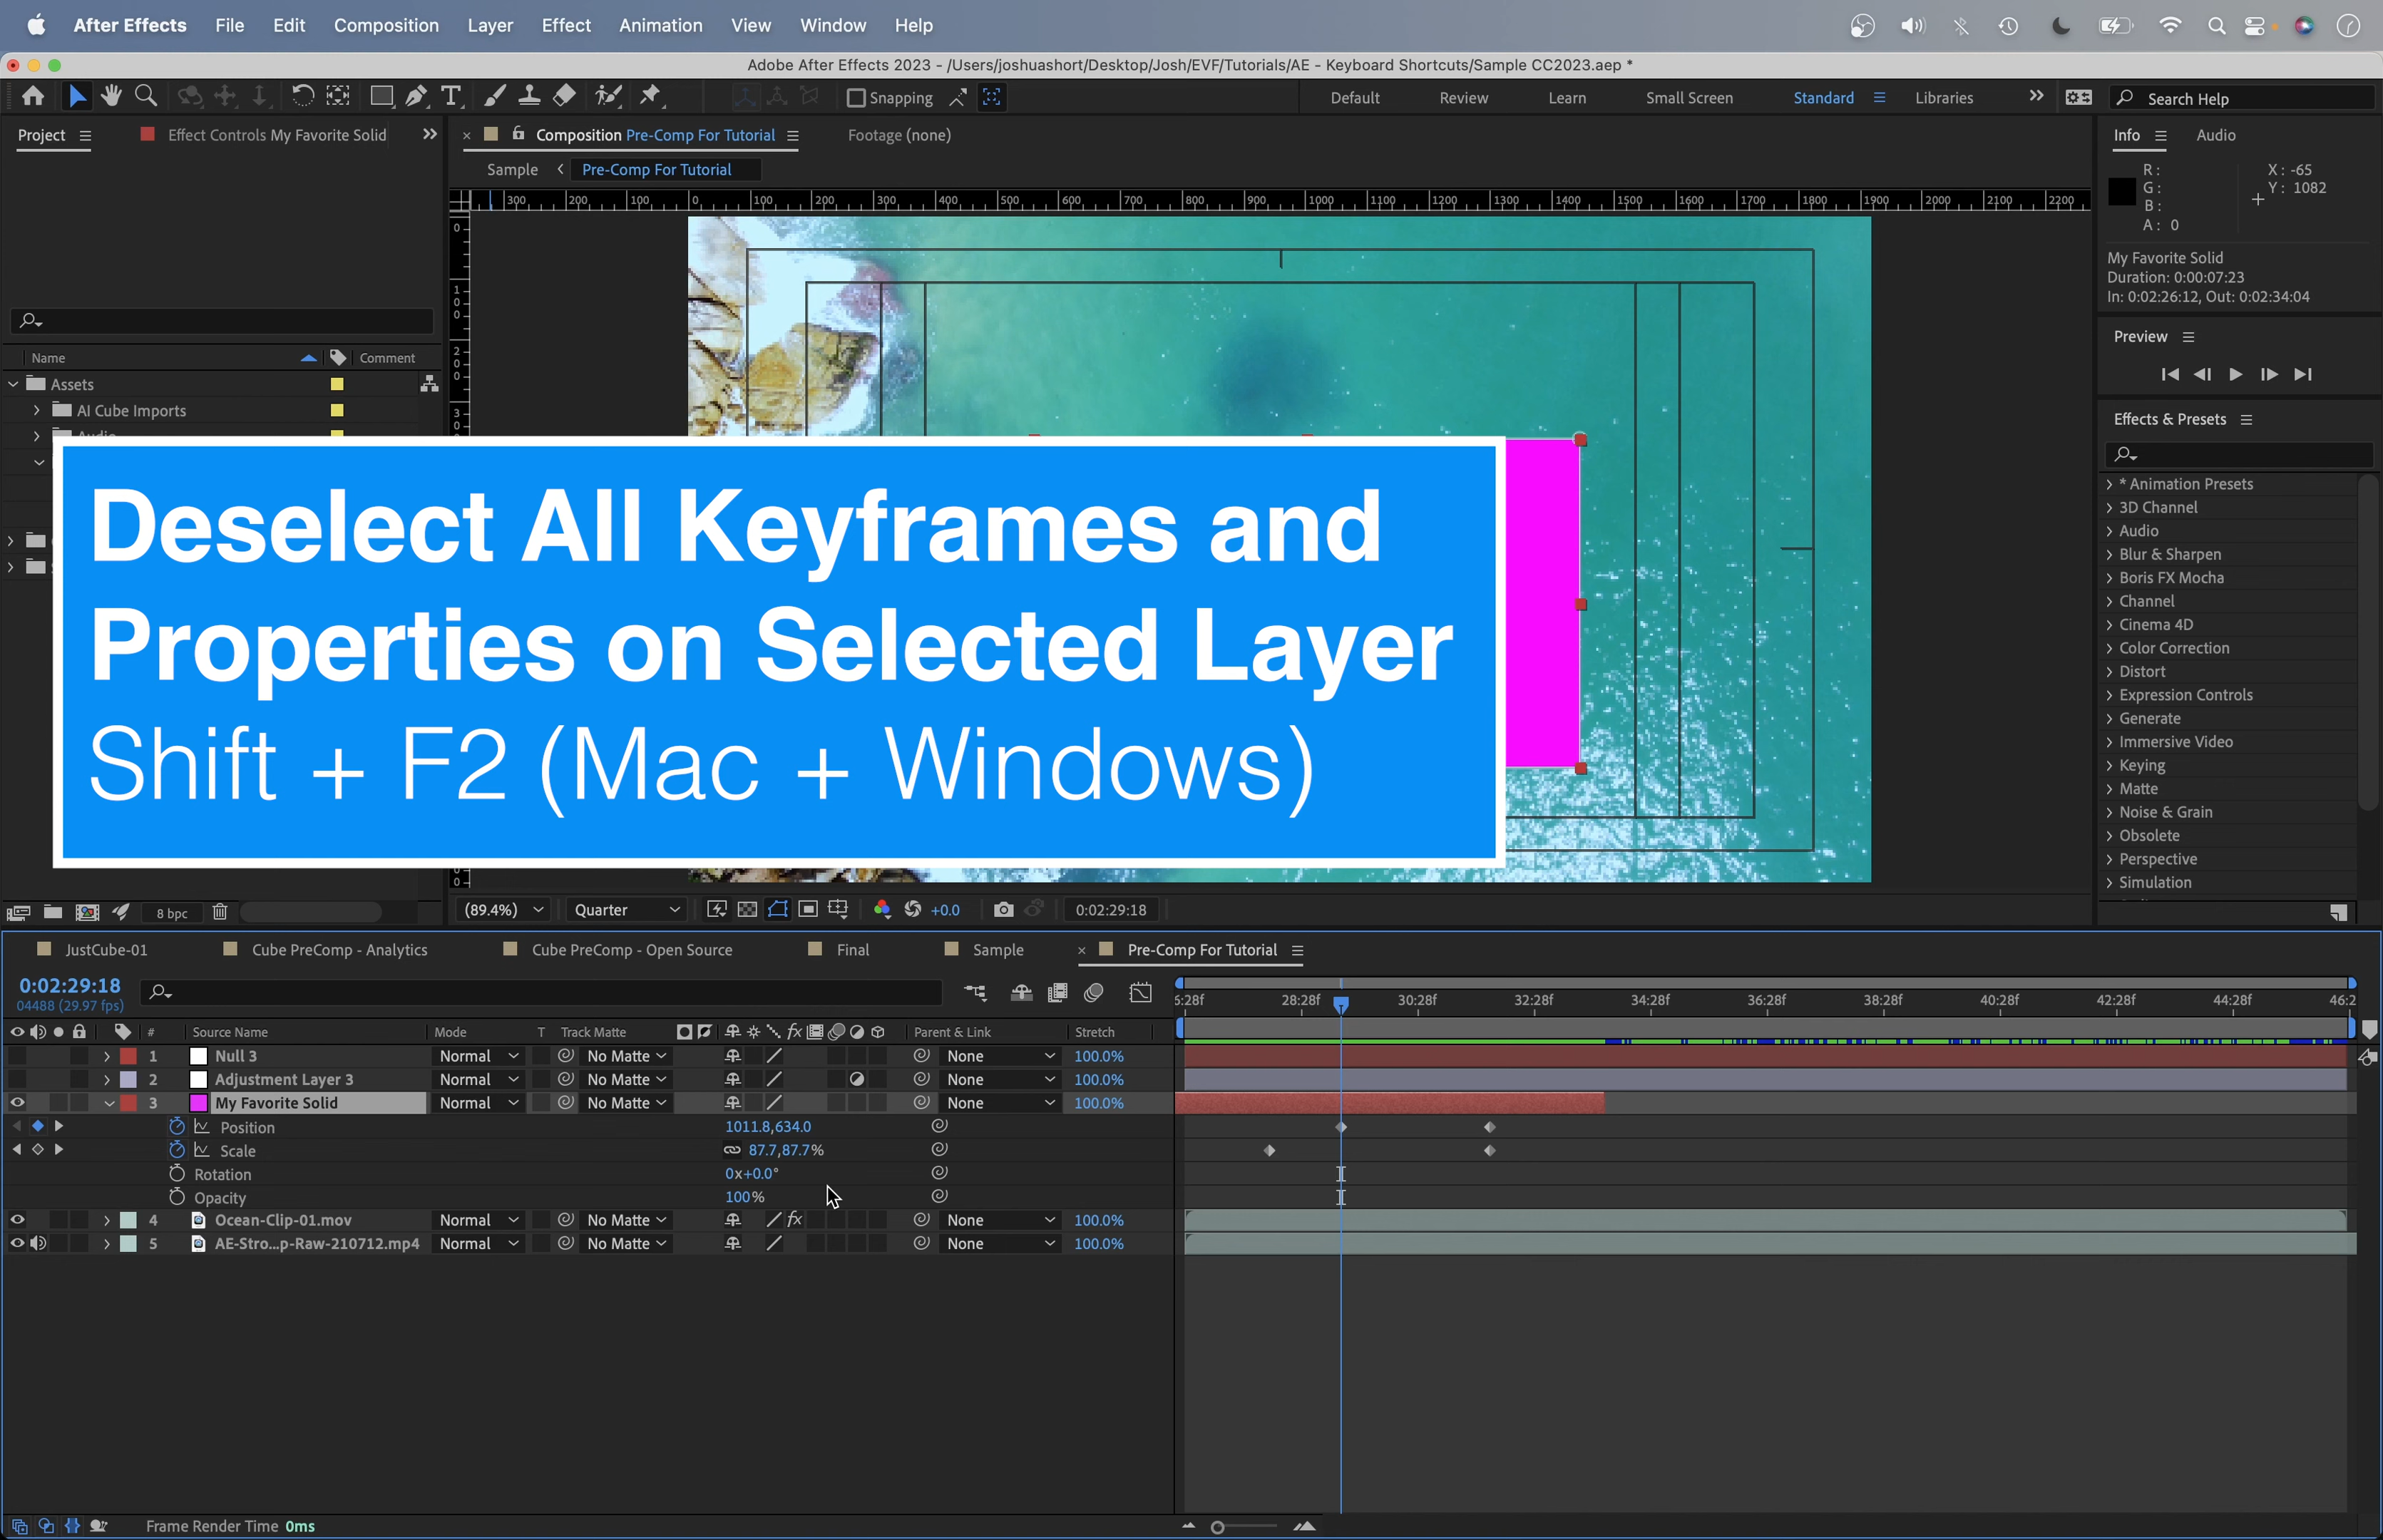 After Effects File Edit Composition Layer Effect Animation View Window Help
Adobe After Effects 2023 - /Users/joshuashort/Desktop/Josh/EVF/Tutorials/AE - Keyboard Shortcuts/Sample CC2023.aep *
Snapping Default Review Learn Small Screen Standard Libraries Search Help
Project Effect Controls My Favorite Solid Composition Pre-Comp For Tutorial Footage (none) Info Audio
Sample Pre-Comp For Tutorial
300 200 100 0 100 200 300 400 500 600 700 800 900 1000 1100 1200 1300 1400 1500 1600 1700 1800 1900 2000 2100 2200
R: X: -65
G: Y: 1082
B:
A: 0
My Favorite Solid
Duration: 0:00:07:23
In: 0:02:26:12, Out: 0:02:34:04
Preview
Name Comment
Assets
AI Cube Imports
Audio
Effects & Presets
* Animation Presets
3D Channel
Audio
Blur & Sharpen
Boris FX Mocha
Channel
Cinema 4D
Color Correction
Distort
Expression Controls
Generate
Immersive Video
Keying
Matte
Noise & Grain
Obsolete
Perspective
Simulation
Deselect All Keyframes and
Properties on Selected Layer
Shift + F2 (Mac + Windows)
8 bpc (89.4%) Quarter +0.0 0:02:29:18
JustCube-01 Cube PreComp - Analytics Cube PreComp - Open Source Final Sample Pre-Comp For Tutorial
0:02:29:18
04488 (29.97 fps)
6:28f 28:28f 30:28f 32:28f 34:28f 36:28f 38:28f 40:28f 42:28f 44:28f 46:2
# Source Name Mode T Track Matte fx Parent & Link Stretch
1 Null 3 Normal No Matte None 100.0%
2 Adjustment Layer 3 Normal No Matte None 100.0%
3 My Favorite Solid Normal No Matte None 100.0%
Position 1011.8,634.0
Scale 87.7,87.7%
Rotation 0x+0.0°
Opacity 100%
4 Ocean-Clip-01.mov Normal No Matte fx None 100.0%
5 AE-Stro...p-Raw-210712.mp4 Normal No Matte None 100.0%
Frame Render Time 0ms